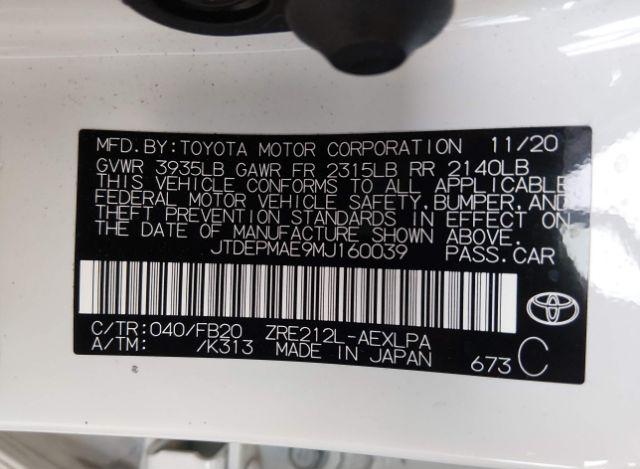 MFD.BY:TOYOTA MOTOR CORPORATION 11/20
GVWR 3935LB GAWR FR 2315LB RR 2140LB
THIS VEHICLE CONFORMS TO ALL APPLICABLE
FEDERAL MOTOR VEHICLE SAFETY,BUMPER,AND
THEFT PREVENTION STANDARDS IN EFFECT ON
THE DATE OF MANUFACTURE SHOWN ABOVE.
JTDEPMAE9MJ160039 PASS.CAR
C/TR:040/FB20 ZRE212L-AEXLPA
A/TM: /K313 MADE IN JAPAN 673 C